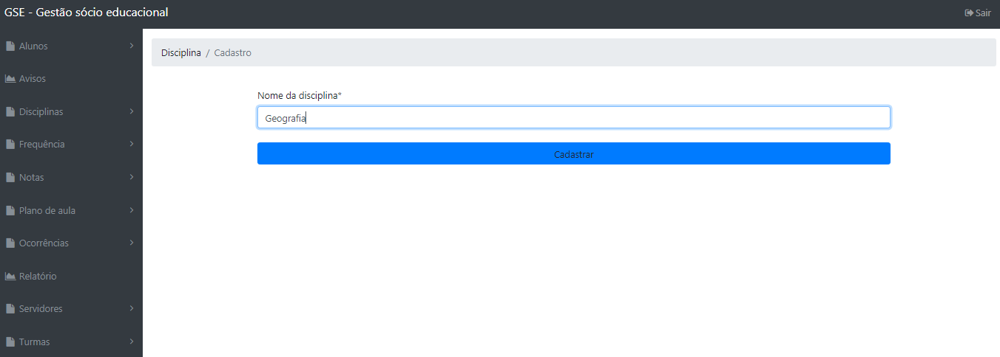 GSE - Gestão sócio educacional
Sair
Alunos
Avisos
Disciplinas
Frequência
Notas
Plano de aula
Ocorrências
Relatório
Servidores
Turmas
Disciplina / Cadastro
Nome da disciplina*
Geografia
Cadastrar